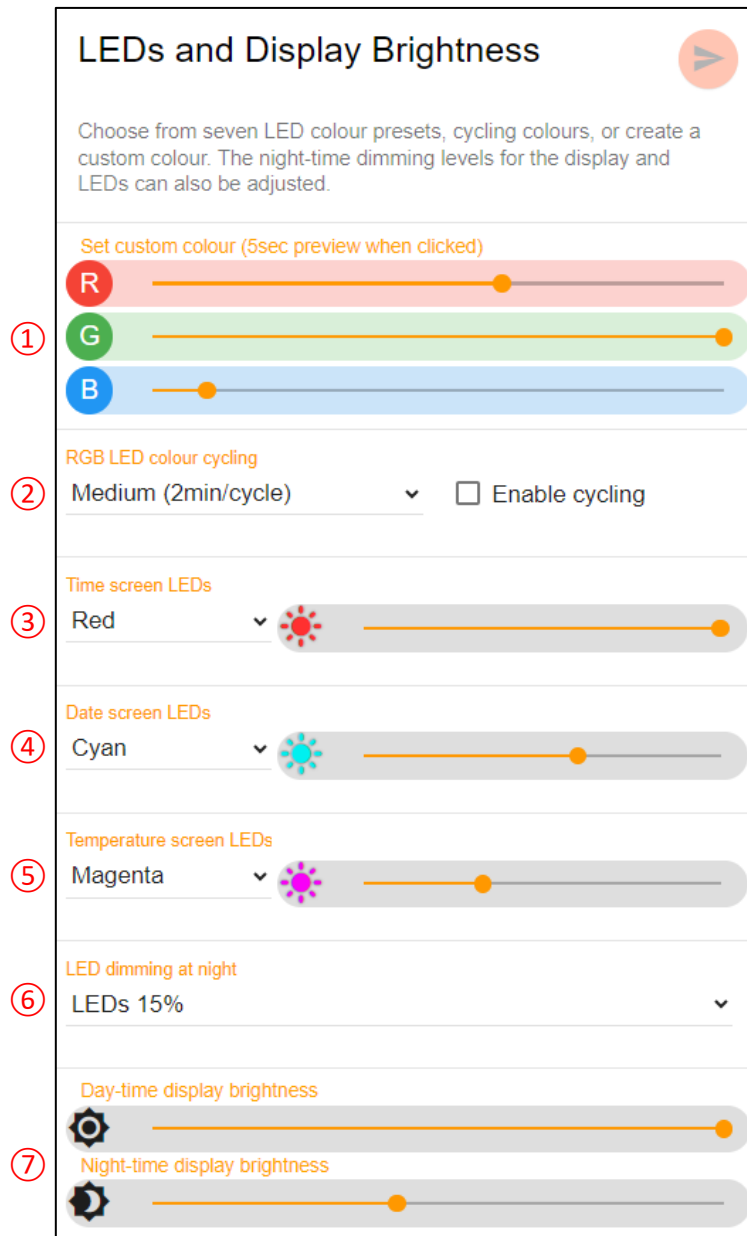 LEDs and Display Brightness
Choose from seven LED colour presets, cycling colours, or create a
custom colour. The night-time dimming levels for the display and
LEDs can also be adjusted.
Set custom colour (5sec preview when clicked)
R
① G
B
RGB LED colour cycling
② Medium (2min/cycle) Enable cycling
Time screen LEDs
③ Red
Date screen LEDs
④ Cyan
Temperature screen LEDs
⑤ Magenta
LED dimming at night
⑥ LEDs 15%
Day-time display brightness
⑦ Night-time display brightness